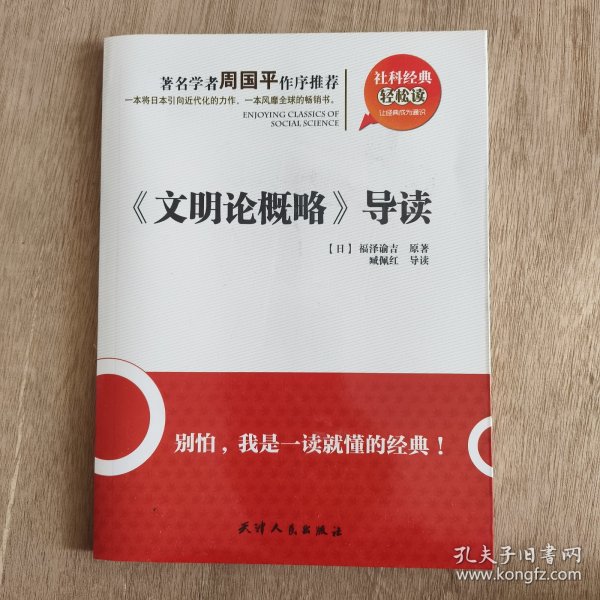 著名学者周国平作序推荐
一本将日本引向近代化的力作，一本风靡全球的畅销书。
ENJOYING CLASSICS OF
SOCIAL SCIENCE
社科经典
轻松读
让经典成为通识
《文明论概略》导读
【日】福泽谕吉 原著
臧佩红 导读
别怕，我是一读就懂的经典！
天津人民出版社
孔夫子旧书网
www.kongfz.com